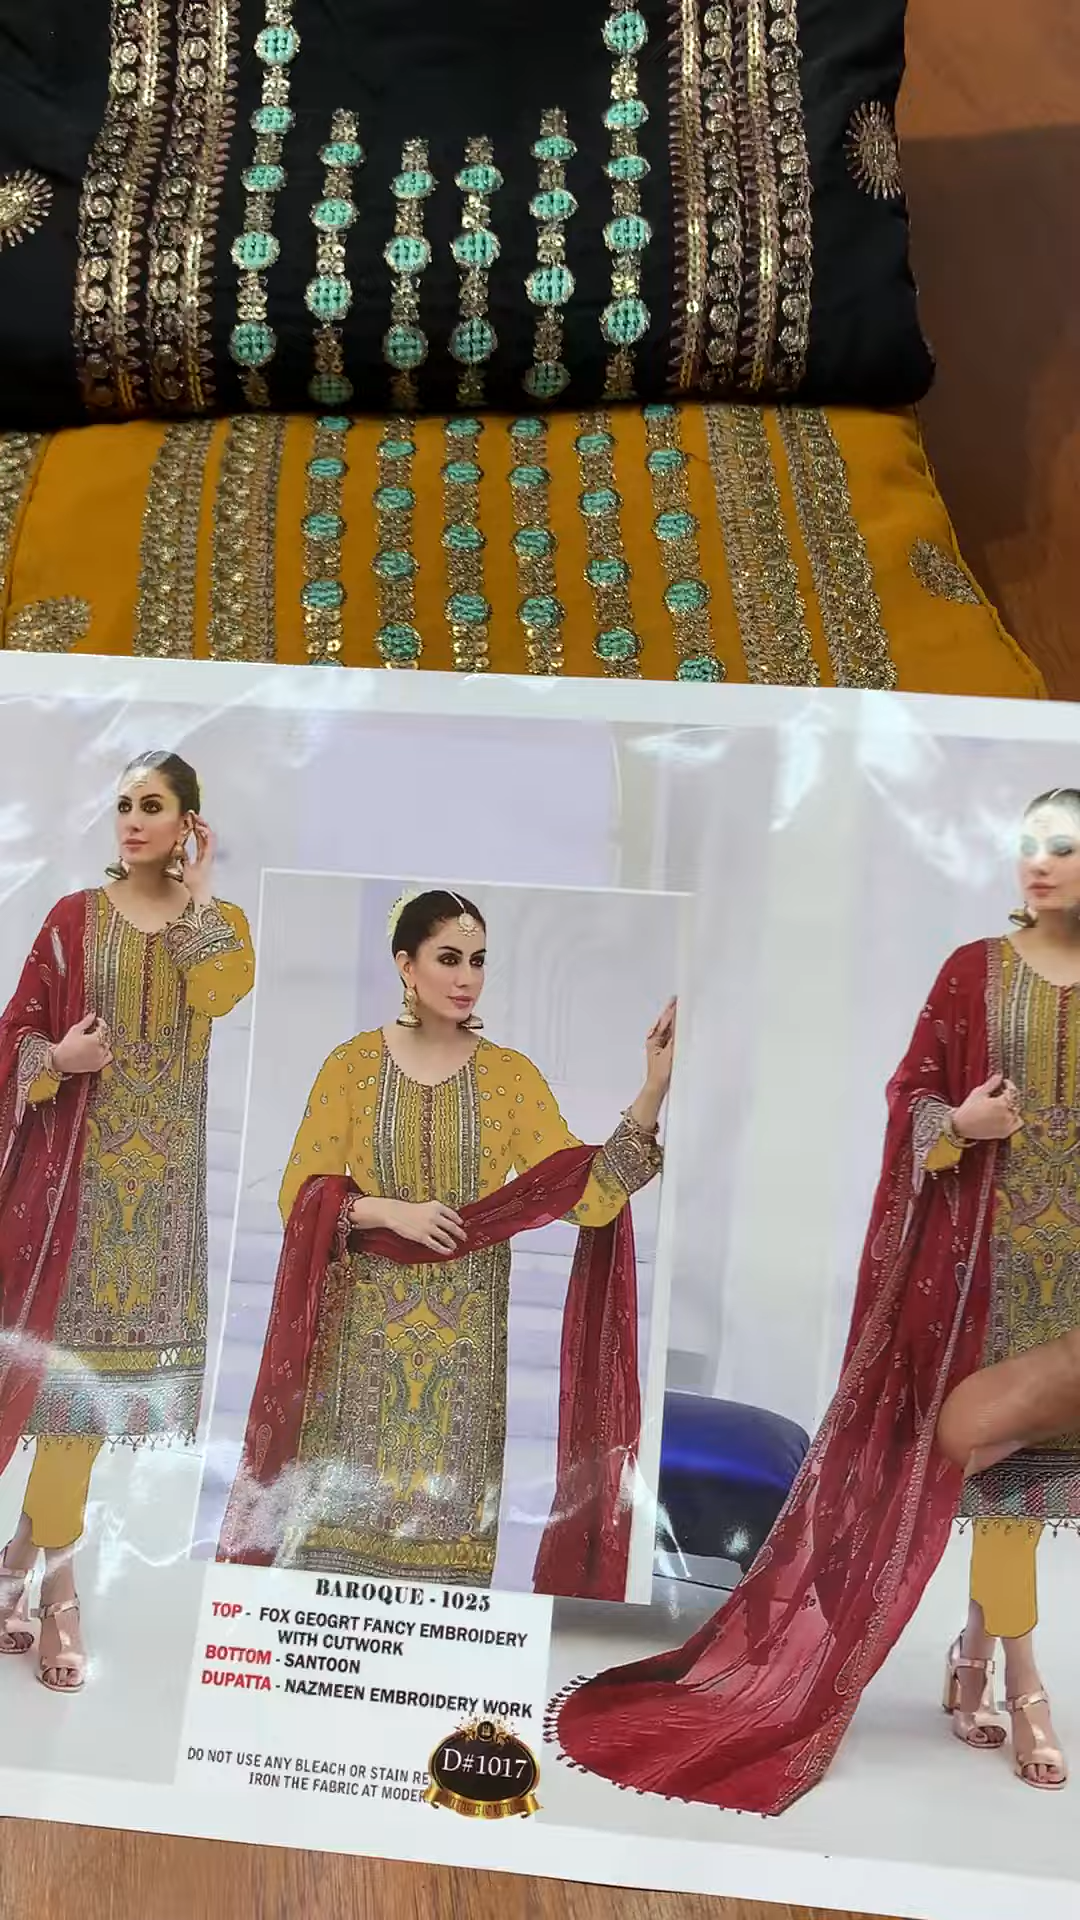 BAROQUE - 1025
TOP - FOX GEOGRT FANCY EMBROIDERY
WITH CUTWORK
BOTTOM - SANTOON
DUPATTA - NAZMEEN EMBROIDERY WORK
DO NOT USE ANY BLEACH OR STAIN RE
IRON THE FABRIC AT MODER
D#1017